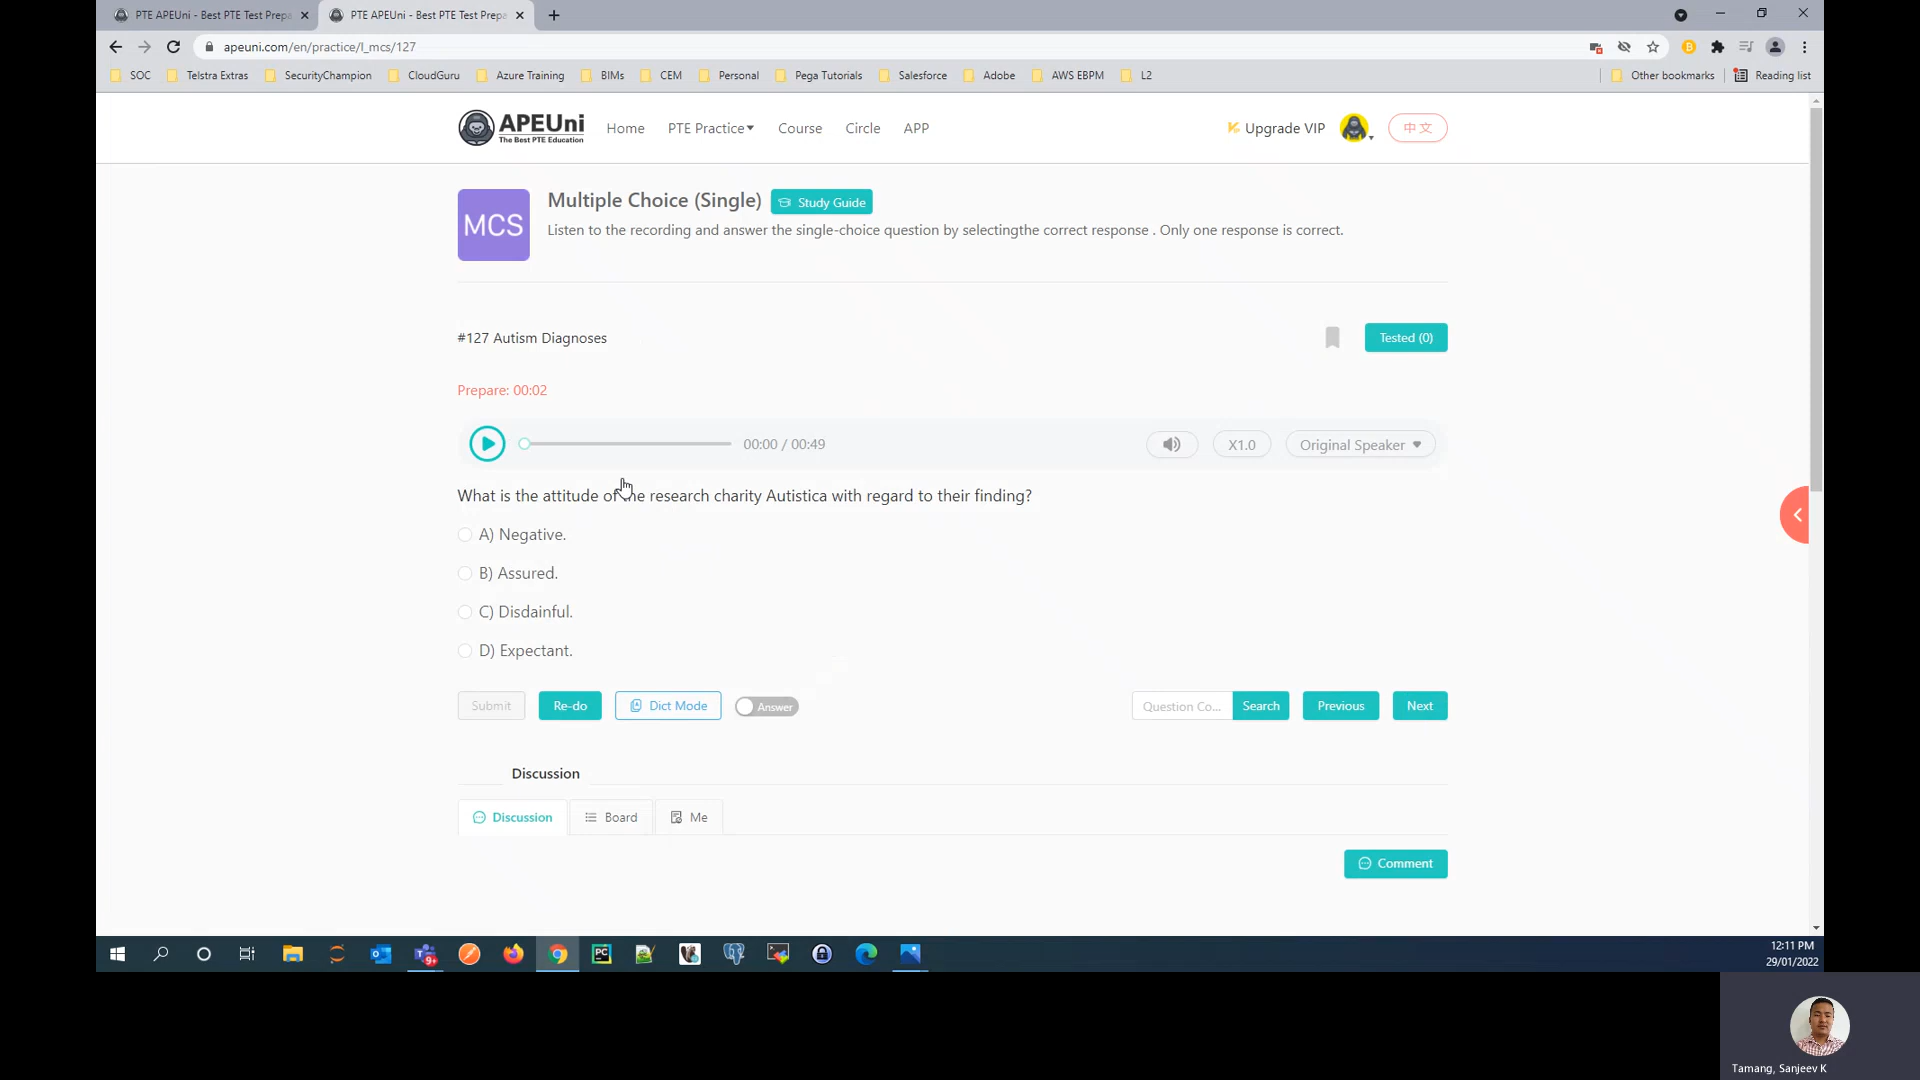 PTE APEUni - Best PTE Test Prepa
PTE APEUni - Best PTE Test Prepa
apeuni.com/en/practice/l_mcs/127
SOC
Telstra Extras
SecurityChampion
CloudGuru
Azure Training
BIMs
CEM
Personal
Pega Tutorials
Salesforce
Adobe
AWS EBPM
L2
Other bookmarks
Reading list
APEUni
The Best PTE Education
Home
PTE Practice
Course
Circle
APP
Upgrade VIP
中文
MCS
Multiple Choice (Single)
Study Guide
Listen to the recording and answer the single-choice question by selectingthe correct response . Only one response is correct.
#127 Autism Diagnoses
Tested (0)
Prepare: 00:02
00:00 / 00:49
X1.0
Original Speaker
What is the attitude of the research charity Autistica with regard to their finding?
A) Negative.
B) Assured.
C) Disdainful.
D) Expectant.
Submit
Re-do
Dict Mode
Answer
Question Co...
Search
Previous
Next
Discussion
Discussion
Board
Me
Comment
PC
9+
12:11 PM
29/01/2022
Tamang, Sanjeev K